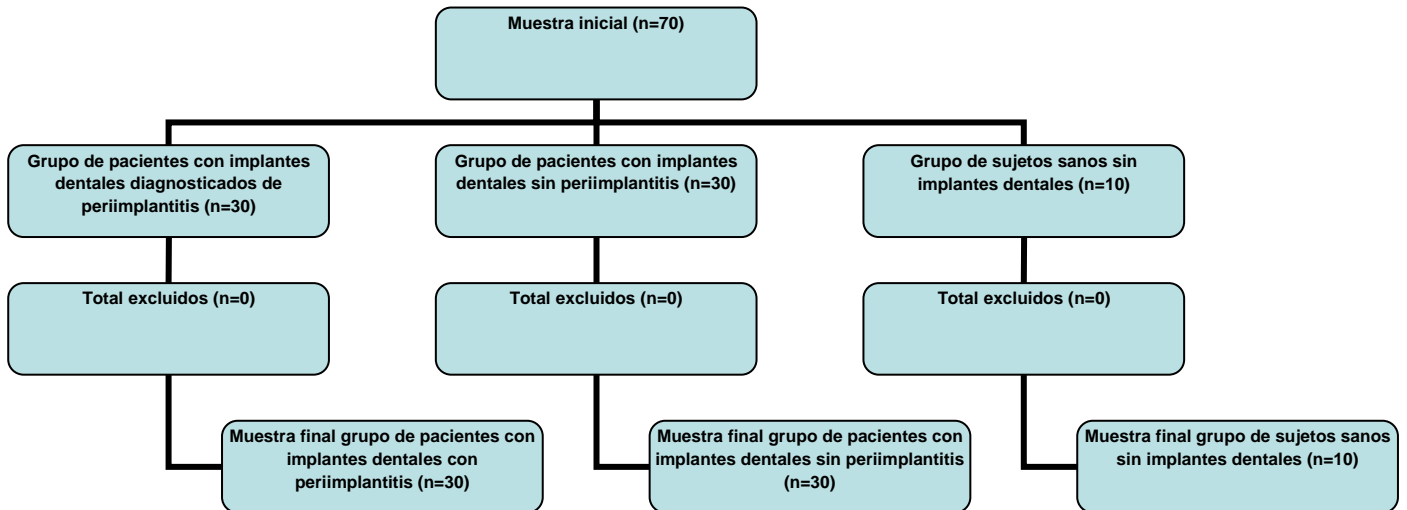 Muestra inicial (n=70)
Grupo de pacientes con implantes
dentales diagnosticados de
periimplantitis (n=30)
Grupo de pacientes con implantes
dentales sin periimplantitis (n=30)
Grupo de sujetos sanos sin
implantes dentales (n=10)
Total excluidos (n=0)
Total excluidos (n=0)
Total excluidos (n=0)
Muestra final grupo de pacientes con
implantes dentales con
periimplantitis (n=30)
Muestra final grupo de pacientes con
implantes dentales sin periimplantitis
(n=30)
Muestra final grupo de sujetos sanos
sin implantes dentales (n=10)